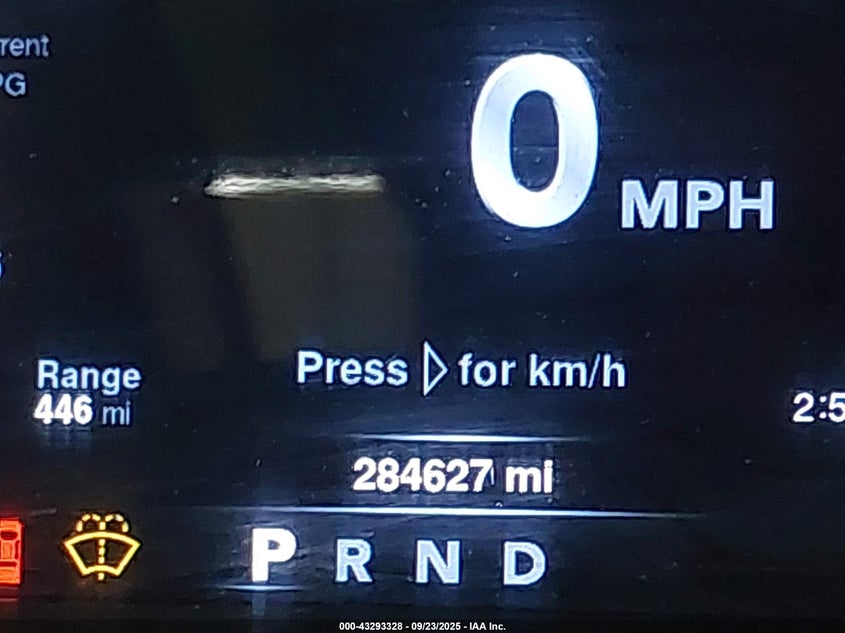 rent
PG
0 MPH
Range
446 mi
Press ▷ for km/h
2:5
284627 mi
P R N D
000-43293328 - 09/23/2025 - IAA Inc.